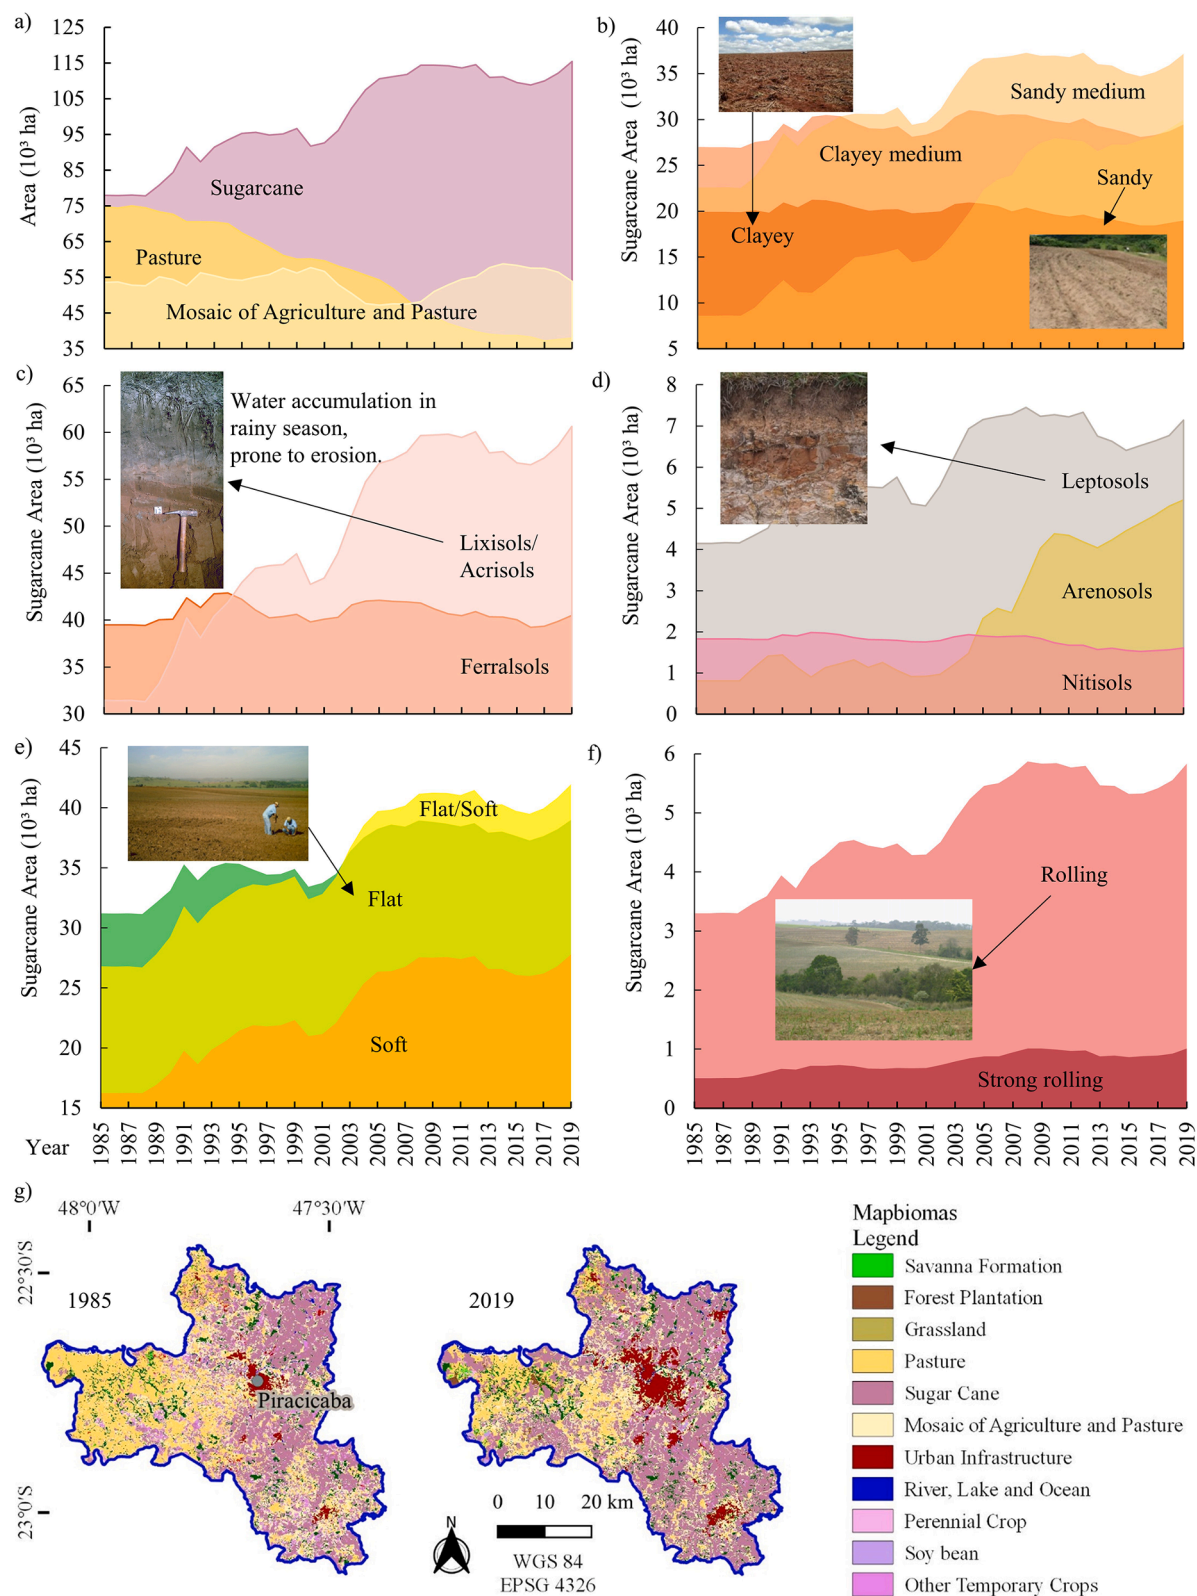 a)
Area (10³ ha)
125
115
105
95
85
75
65
55
45
35
Sugarcane
Pasture
Mosaic of Agriculture and Pasture
b)
Sugarcane Area (10³ ha)
40
35
30
25
20
15
10
5
Sandy medium
Clayey medium
Sandy
Clayey
c)
Sugarcane Area (10³ ha)
65
60
55
50
45
40
35
30
Water accumulation in
rainy season,
prone to erosion.
Lixisols/
Acrisols
Ferralsols
d)
Sugarcane Area (10³ ha)
8
7
6
5
4
3
2
1
0
Leptosols
Arenosols
Nitisols
e)
Sugarcane Area (10³ ha)
45
40
35
30
25
20
15
Flat/Soft
Flat
Soft
Year
1985
1987
1989
1991
1993
1995
1997
1999
2001
2003
2005
2007
2009
2011
2013
2015
2017
2019
f)
Sugarcane Area (10³ ha)
6
5
4
3
2
1
0
Rolling
Strong rolling
1985
1987
1989
1991
1993
1995
1997
1999
2001
2003
2005
2007
2009
2011
2013
2015
2017
2019
g)
48°0′W
47°30′W
22°30′S
23°0′S
1985
Piracicaba
2019
N
0 10 20 km
WGS 84
EPSG 4326
Mapbiomas
Legend
Savanna Formation
Forest Plantation
Grassland
Pasture
Sugar Cane
Mosaic of Agriculture and Pasture
Urban Infrastructure
River, Lake and Ocean
Perennial Crop
Soy bean
Other Temporary Crops